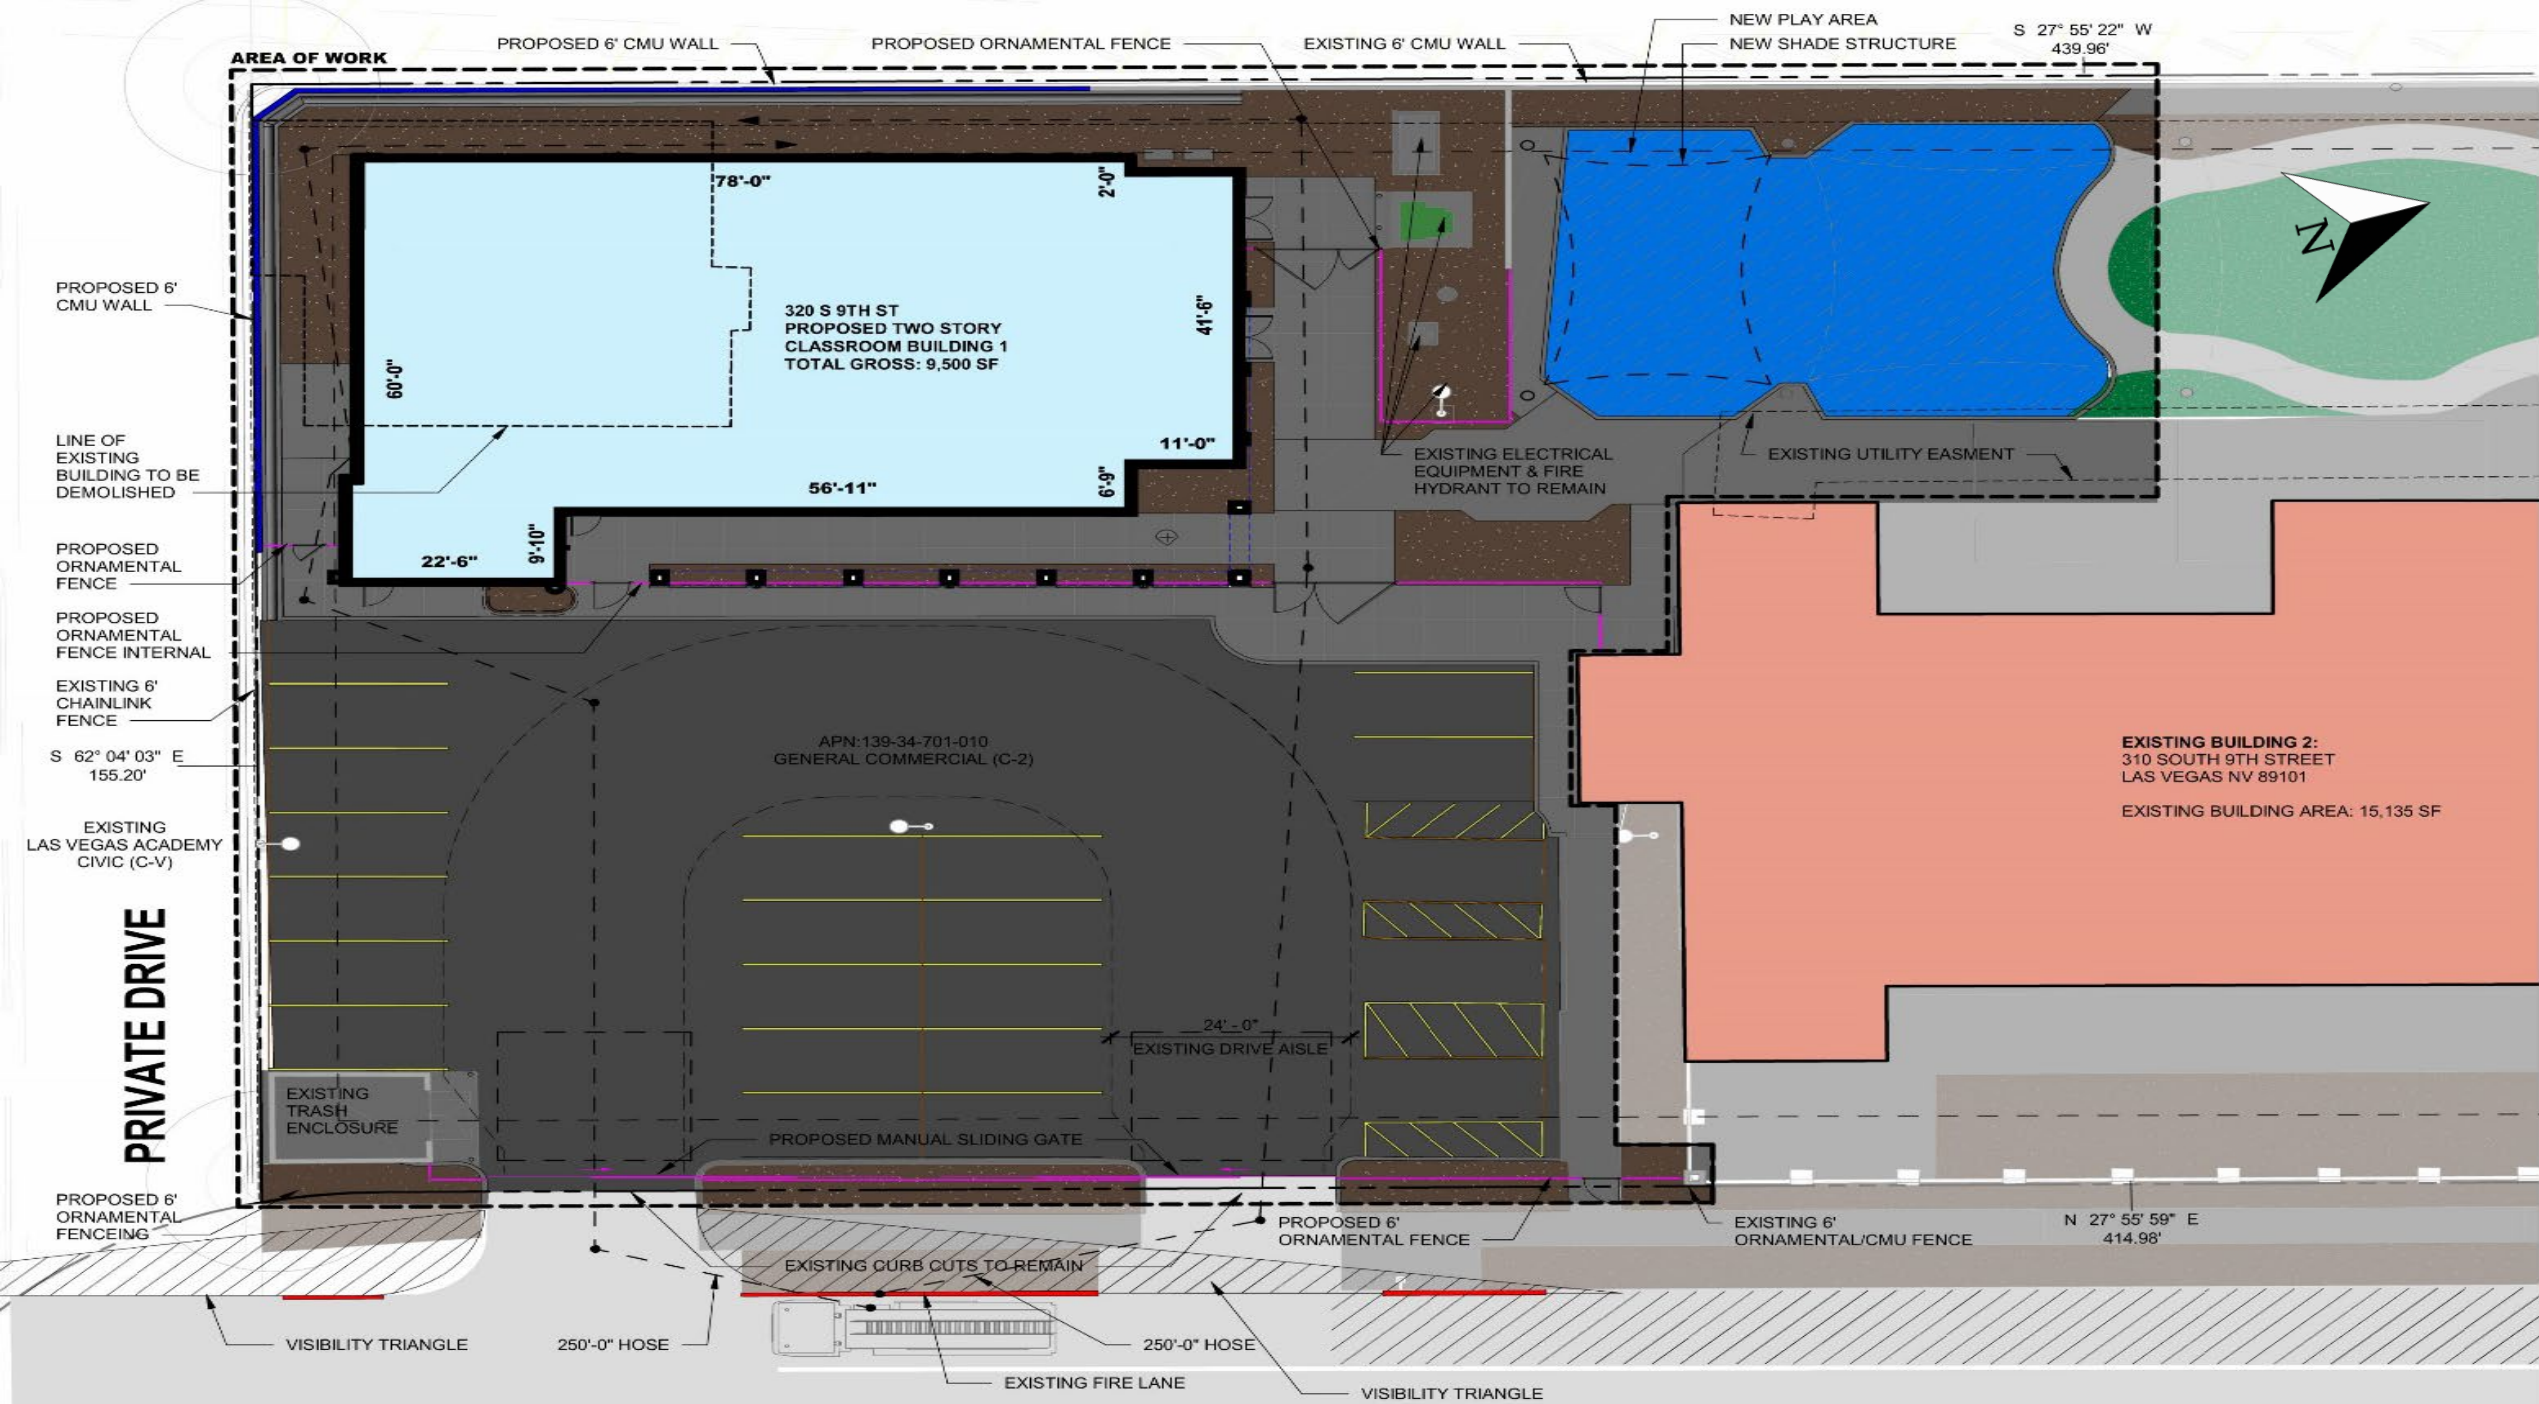 NEW PLAY AREA
S 27° 55' 22" W
439.96'
PROPOSED 6' CMU WALL
PROPOSED ORNAMENTAL FENCE
EXISTING 6' CMU WALL
NEW SHADE STRUCTURE
AREA OF WORK
78'-0"
2'-0"
N
PROPOSED 6'
CMU WALL
320 S 9TH ST
PROPOSED TWO STORY
CLASSROOM BUILDING 1
TOTAL GROSS: 9,500 SF
41'-6"
60'-0"
LINE OF
EXISTING
BUILDING TO BE
DEMOLISHED
11'-0"
6'-9"
56'-11"
EXISTING ELECTRICAL
EQUIPMENT & FIRE
HYDRANT TO REMAIN
EXISTING UTILITY EASMENT
PROPOSED
ORNAMENTAL
FENCE
22'-6"
9'-10"
PROPOSED
ORNAMENTAL
FENCE INTERNAL
EXISTING 6'
CHAINLINK
FENCE
S 62° 04' 03" E
155.20'
APN:139-34-701-010
GENERAL COMMERCIAL (C-2)
EXISTING BUILDING 2:
310 SOUTH 9TH STREET
LAS VEGAS NV 89101
EXISTING BUILDING AREA: 15,135 SF
EXISTING
LAS VEGAS ACADEMY
CIVIC (C-V)
PRIVATE DRIVE
24' - 0"
EXISTING DRIVE AISLE
EXISTING
TRASH
ENCLOSURE
PROPOSED MANUAL SLIDING GATE
PROPOSED 6'
ORNAMENTAL
FENCEING
PROPOSED 6'
ORNAMENTAL FENCE
EXISTING 6'
ORNAMENTAL/CMU FENCE
N 27° 55' 59" E
414.98'
EXISTING CURB CUTS TO REMAIN
VISIBILITY TRIANGLE
250'-0" HOSE
250'-0" HOSE
EXISTING FIRE LANE
VISIBILITY TRIANGLE